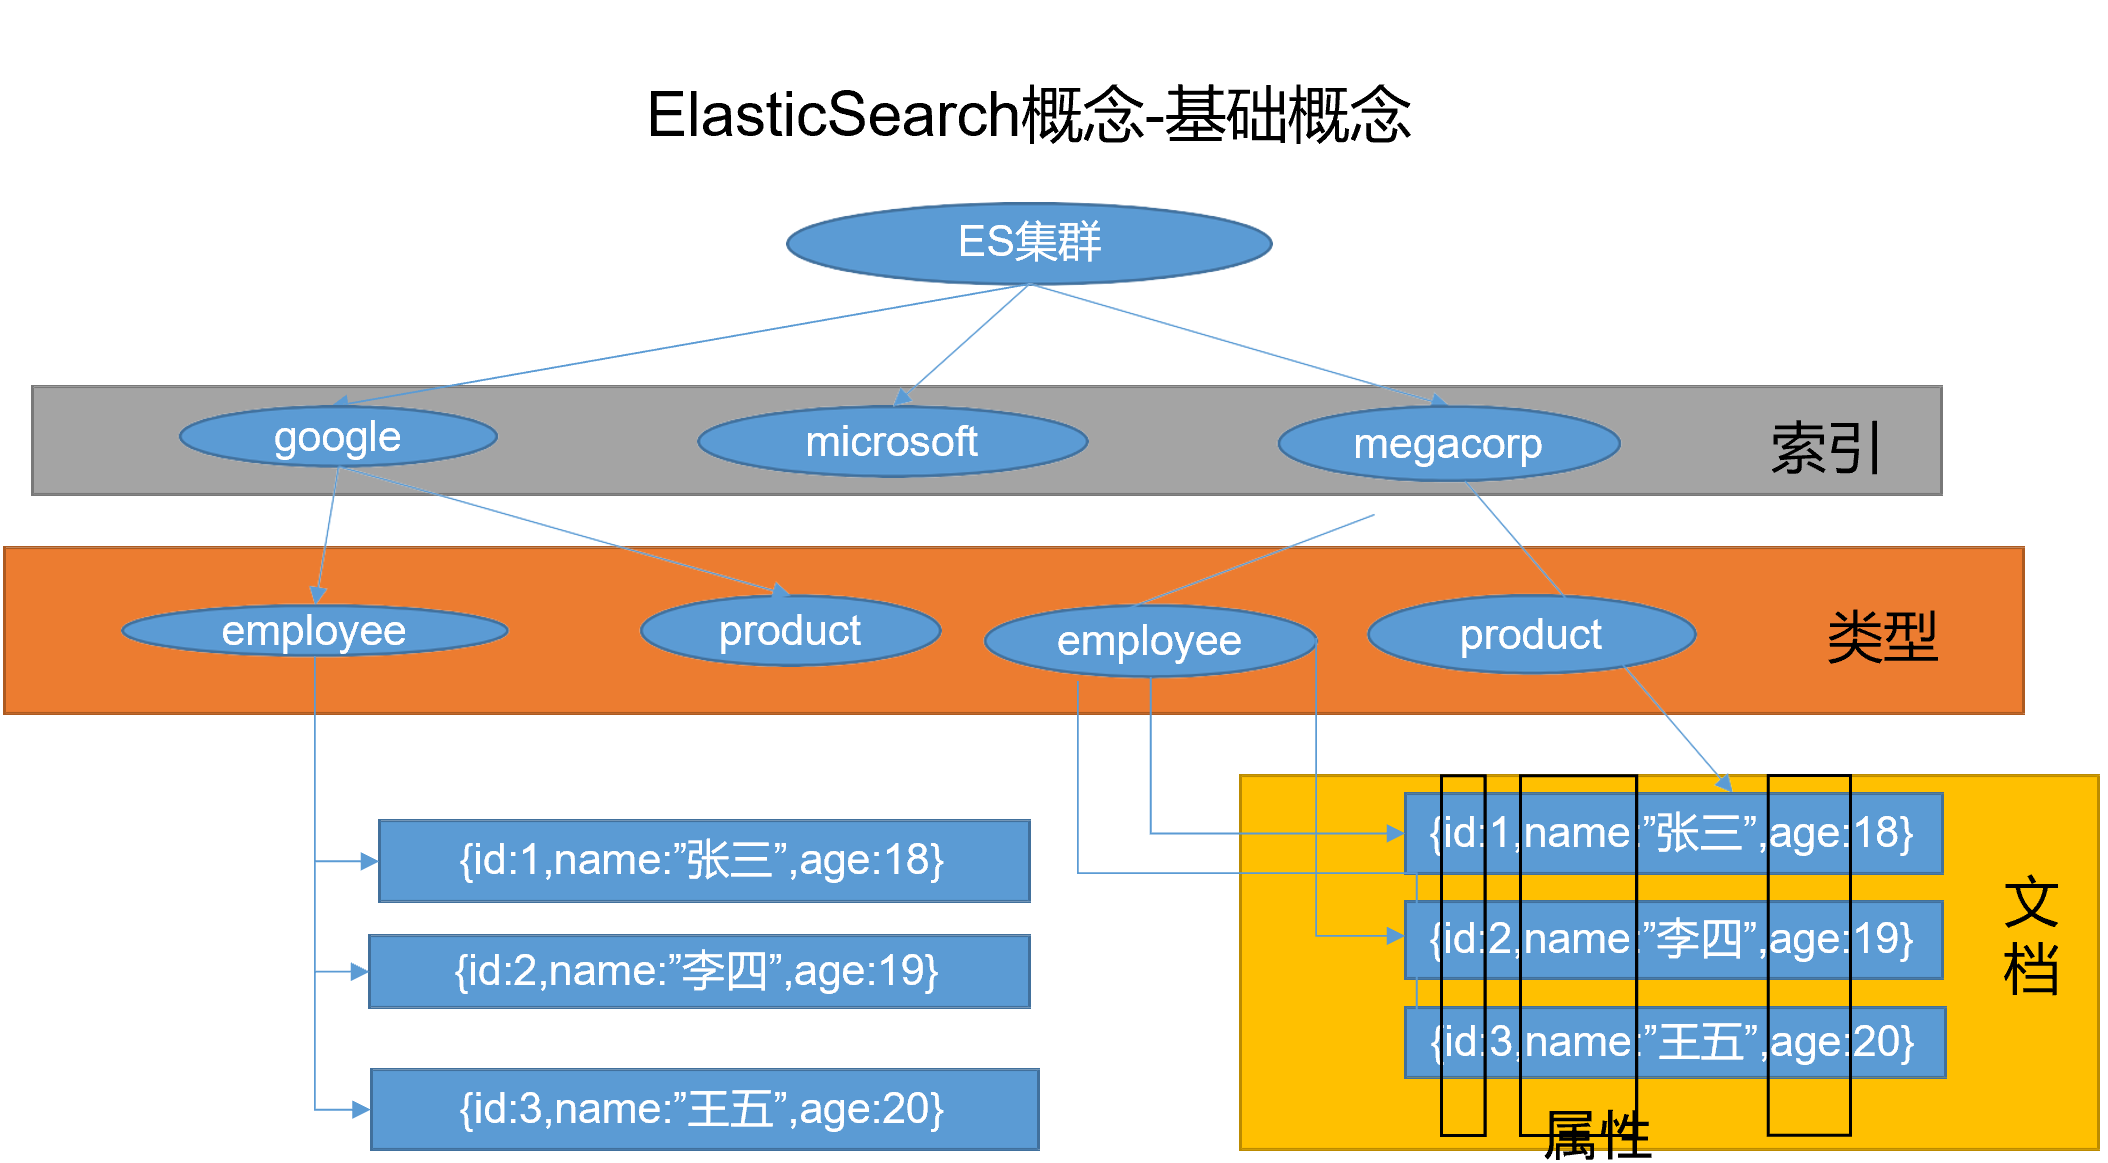 ElasticSearch概念-基础概念
ES集群
google
microsoft
megacorp
索引
employee
product
employee
product
类型
{id:1,name:”张三”,age:18}
{id:2,name:”李四”,age:19}
{id:3,name:”王五”,age:20}
{id:1,name:”张三”,age:18}
{id:2,name:”李四”,age:19}
{id:3,name:”王五”,age:20}
文
档
属性